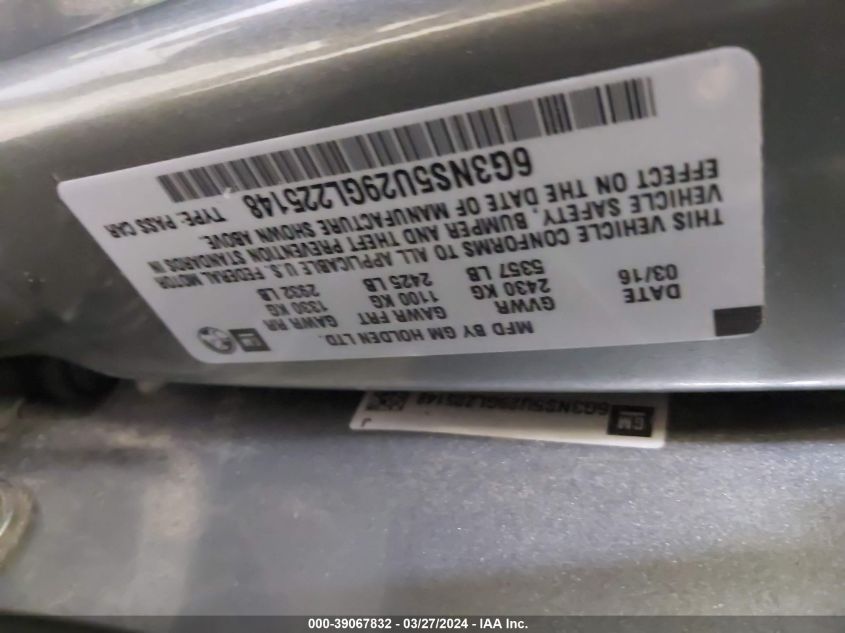 MFD BY GM HOLDEN LTD.
GM
DATE GVWR GAWR FRT GAWR RR
03/16 2430 KG 1100 KG 1330 KG
5357 LB 2425 LB 2932 LB
THIS VEHICLE CONFORMS TO ALL APPLICABLE U.S. FEDERAL MOTOR
VEHICLE SAFETY, BUMPER AND THEFT PREVENTION STANDARDS IN
EFFECT ON THE DATE OF MANUFACTURE SHOWN ABOVE.
6G3NS5U29GL225148 TYPE: PASS CAR
GM
6G3NS5U29GL225148
J
000-39067832 - 03/27/2024 - IAA Inc.